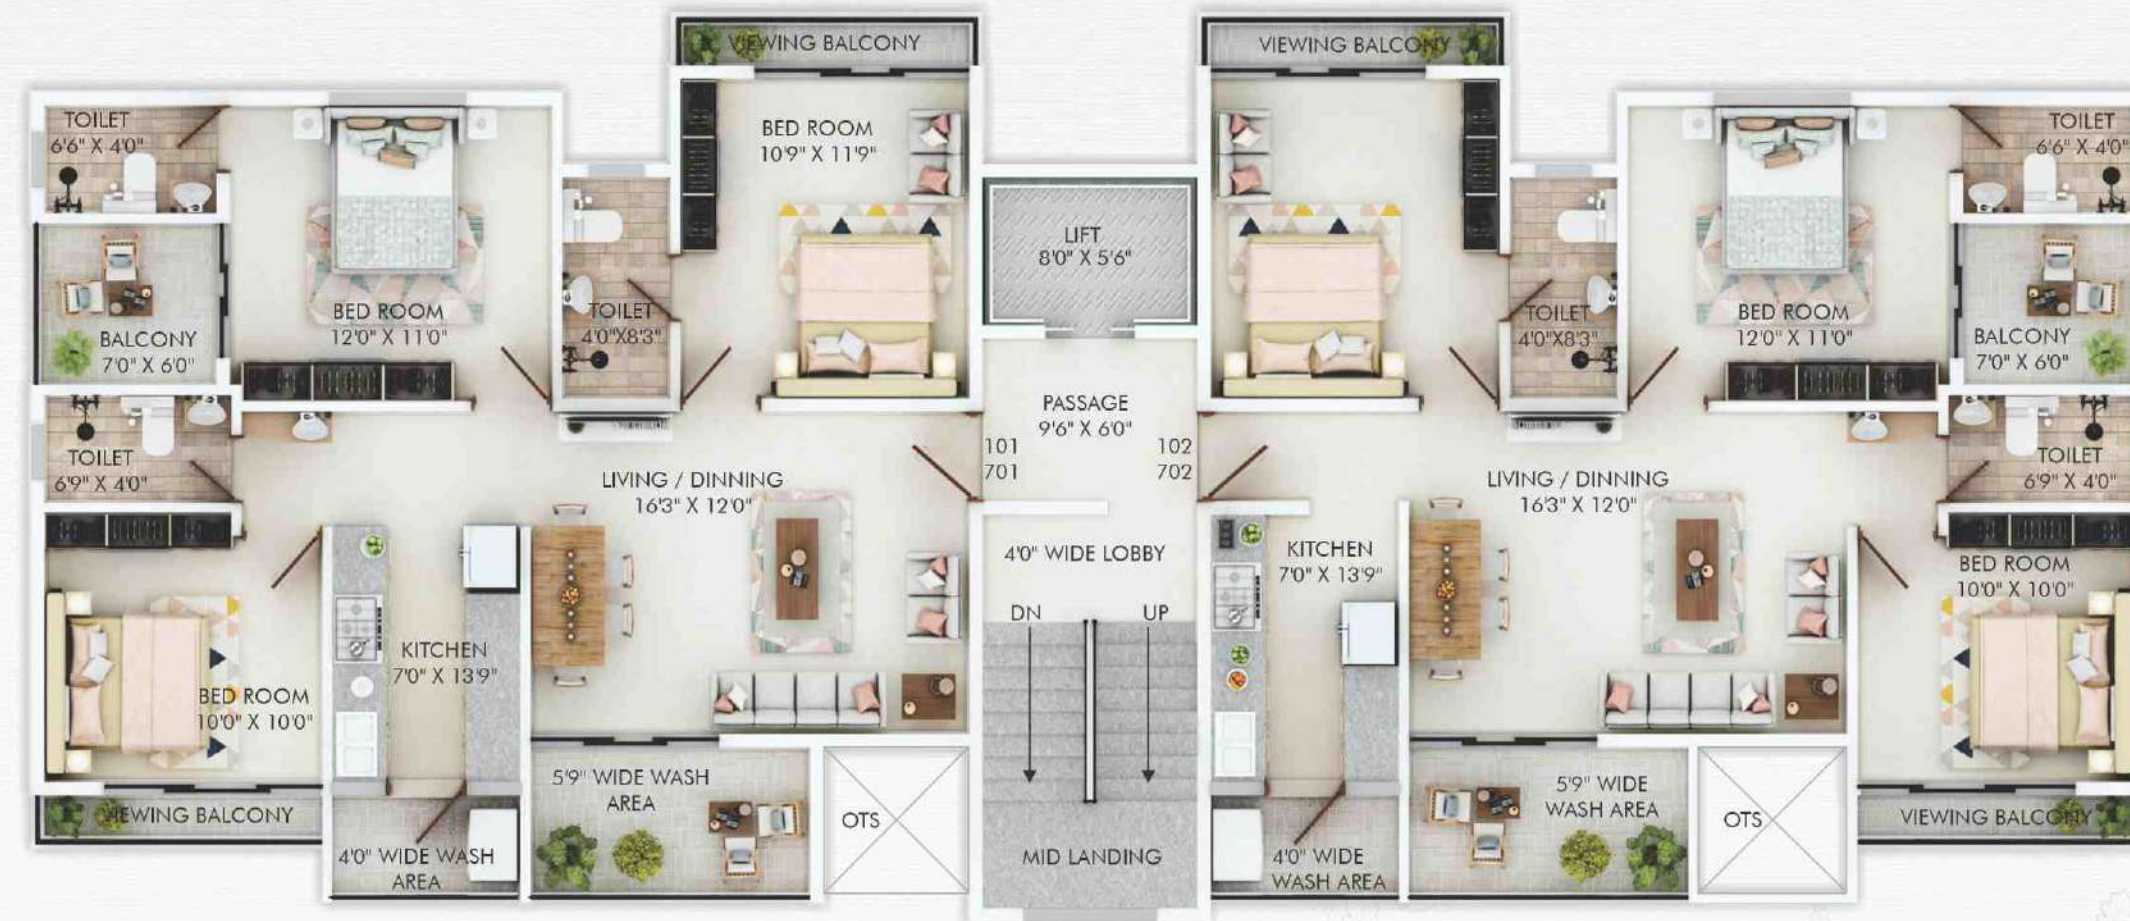 VIEWING BALCONY
VIEWING BALCONY
TOILET
6'6" X 4'0"
BED ROOM
10'9" X 11'9"
TOILET
6'6" X 4'0"
LIFT
8'0" X 5'6"
BED ROOM
12'0" X 11'0"
TOILET
4'0"X8'3"
TOILET
4'0"X8'3"
BED ROOM
12'0" X 11'0"
BALCONY
7'0" X 6'0"
BALCONY
7'0" X 6'0"
PASSAGE
9'6" X 6'0"
101
701
102
702
TOILET
6'9" X 4'0"
LIVING / DINNING
16'3" X 12'0"
LIVING / DINNING
16'3" X 12'0"
TOILET
6'9" X 4'0"
4'0" WIDE LOBBY
KITCHEN
7'0" X 13'9"
BED ROOM
10'0" X 10'0"
DN
UP
KITCHEN
7'0" X 13'9"
BED ROOM
10'0" X 10'0"
5'9" WIDE WASH
AREA
5'9" WIDE
WASH AREA
VIEWING BALCONY
OTS
OTS
VIEWING BALCONY
4'0" WIDE WASH
AREA
MID LANDING
4'0" WIDE
WASH AREA